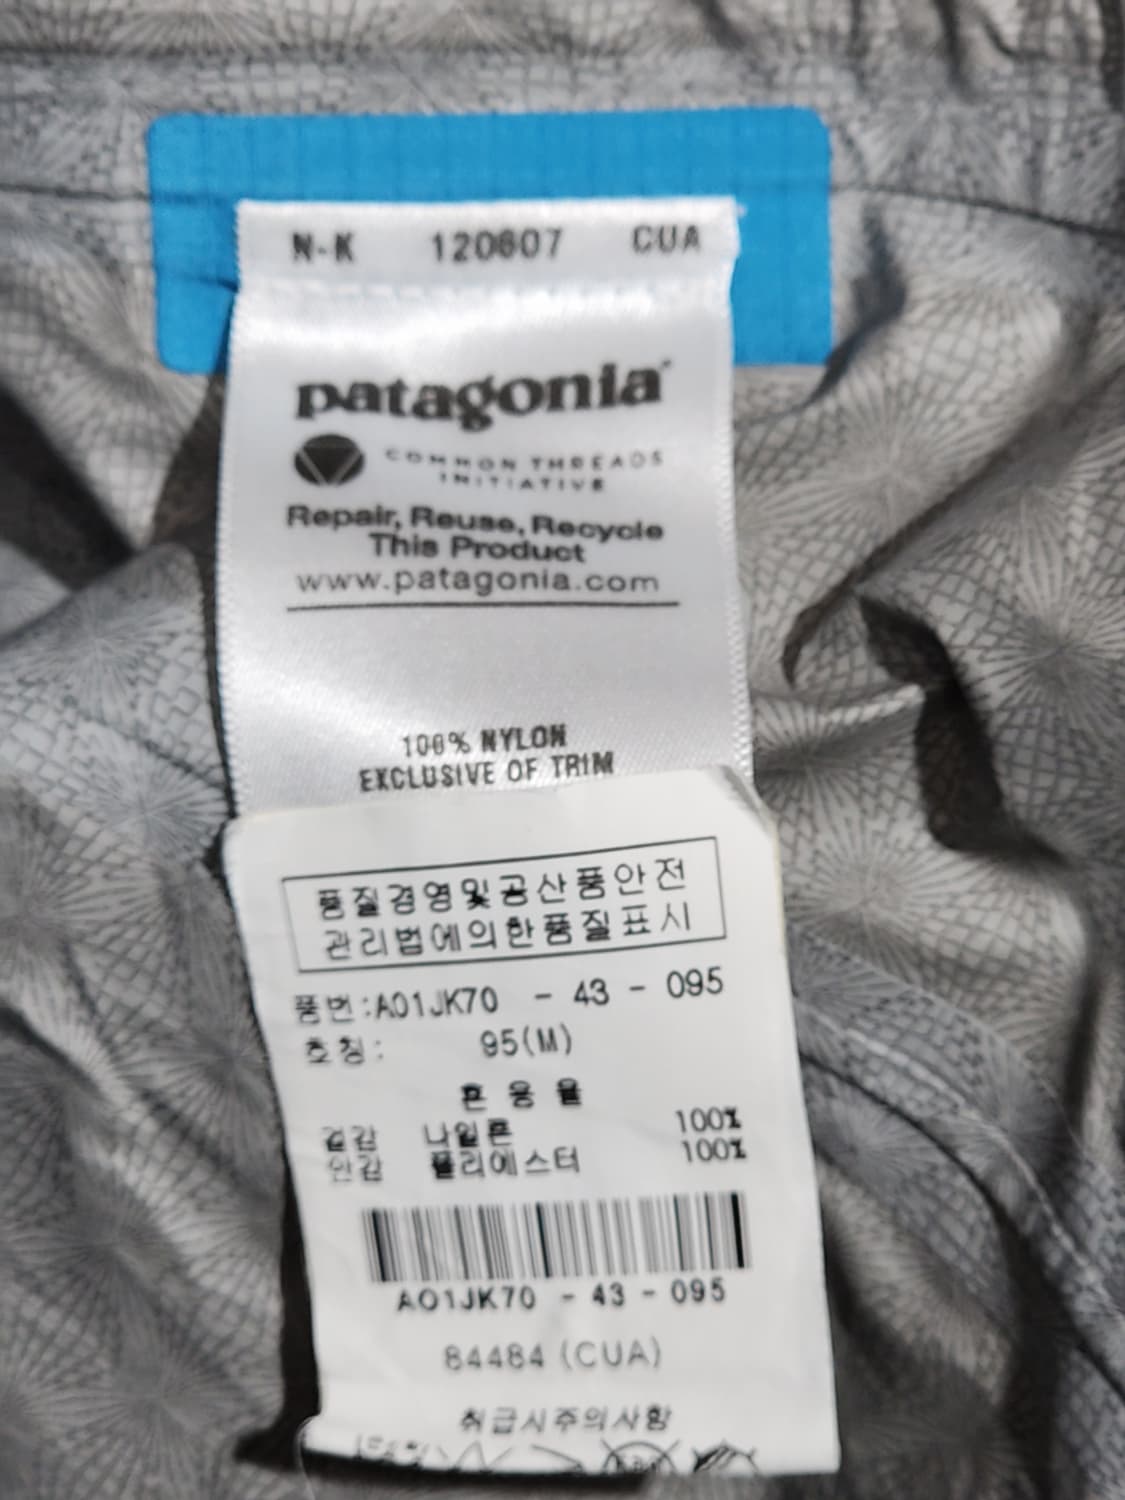 N-K 120607 CUA
patagonia
COMMON THREADS
INITIATIVE
Repair, Reuse, Recycle
This Product
www.patagonia.com
100% NYLON
EXCLUSIVE OF TRIM
품질경영및공산품안전
관리법에의한품질표시
품번:A01JK70 - 43 - 095
호칭: 95(M)
혼용율
겉감 나일론 100%
안감 폴리에스터 100%
A01JK70 - 43 - 095
84484 (CUA)
취급시주의사항